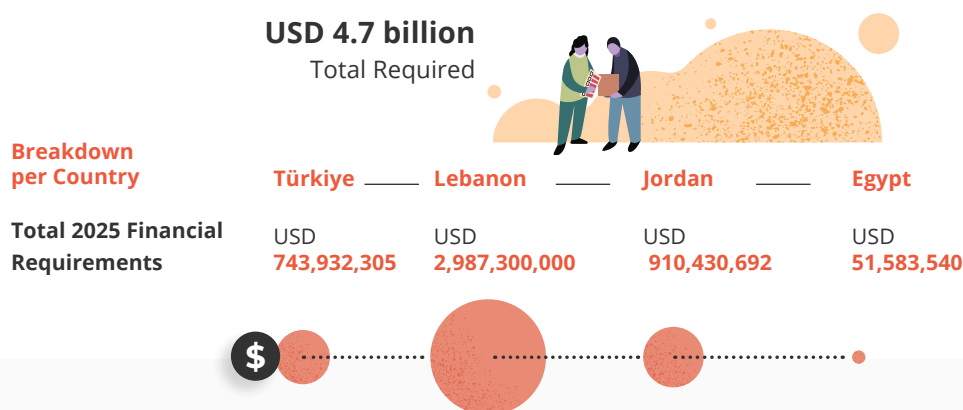 USD 4.7 billion
Total Required
Breakdown
per Country
Türkiye
Lebanon
Jordan
Egypt
Total 2025 Financial
Requirements
USD
743,932,305
USD
2,987,300,000
USD
910,430,692
USD
51,583,540
$